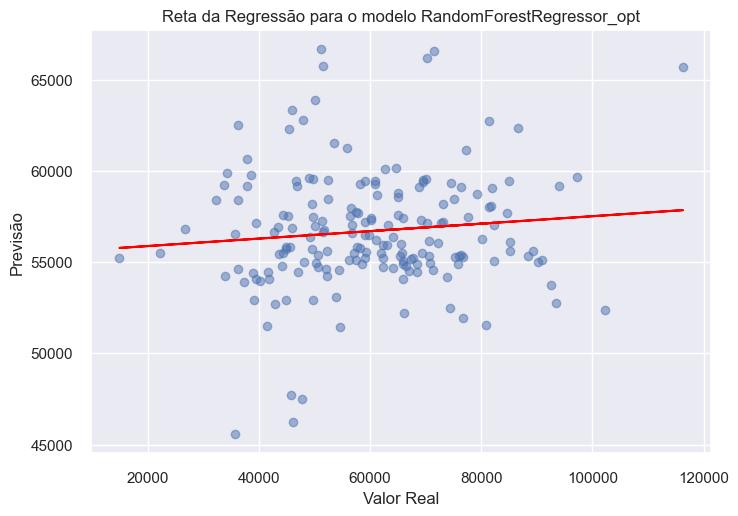 Reta da Regressão para o modelo RandomForestRegressor_opt
65000
60000
55000
50000
45000
Previsão
20000 40000 60000 80000 100000 120000
Valor Real